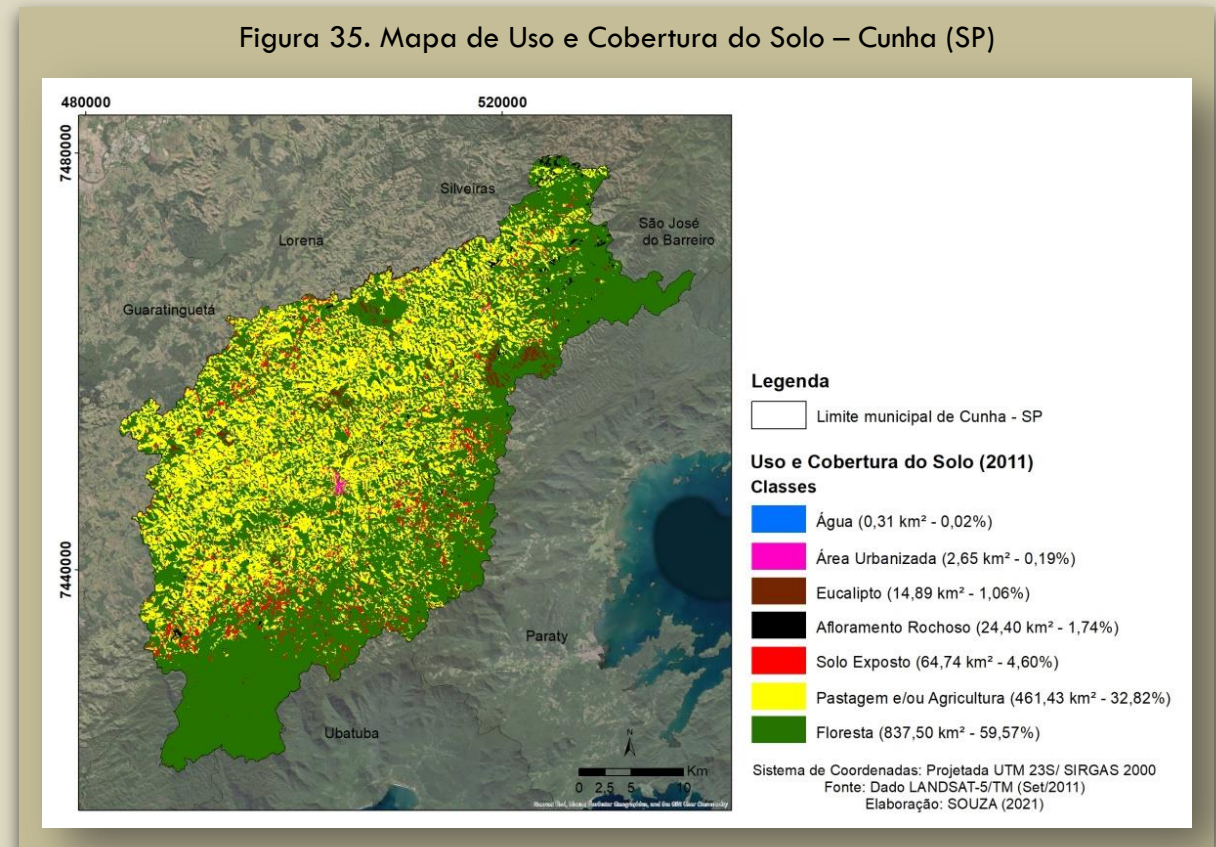 Figura 35. Mapa de Uso e Cobertura do Solo – Cunha (SP)
480000
520000
7480000
7440000
Silveiras
São José
do Barreiro
Lorena
Guaratinguetá
Paraty
Ubatuba
N
Km
0 2,5 5 10
Legenda
Limite municipal de Cunha - SP
Uso e Cobertura do Solo (2011)
Classes
Água (0,31 km² - 0,02%)
Área Urbanizada (2,65 km² - 0,19%)
Eucalipto (14,89 km² - 1,06%)
Afloramento Rochoso (24,40 km² - 1,74%)
Solo Exposto (64,74 km² - 4,60%)
Pastagem e/ou Agricultura (461,43 km² - 32,82%)
Floresta (837,50 km² - 59,57%)
Sistema de Coordenadas: Projetada UTM 23S/ SIRGAS 2000
Fonte: Dado LANDSAT-5/TM (Set/2011)
Elaboração: SOUZA (2021)